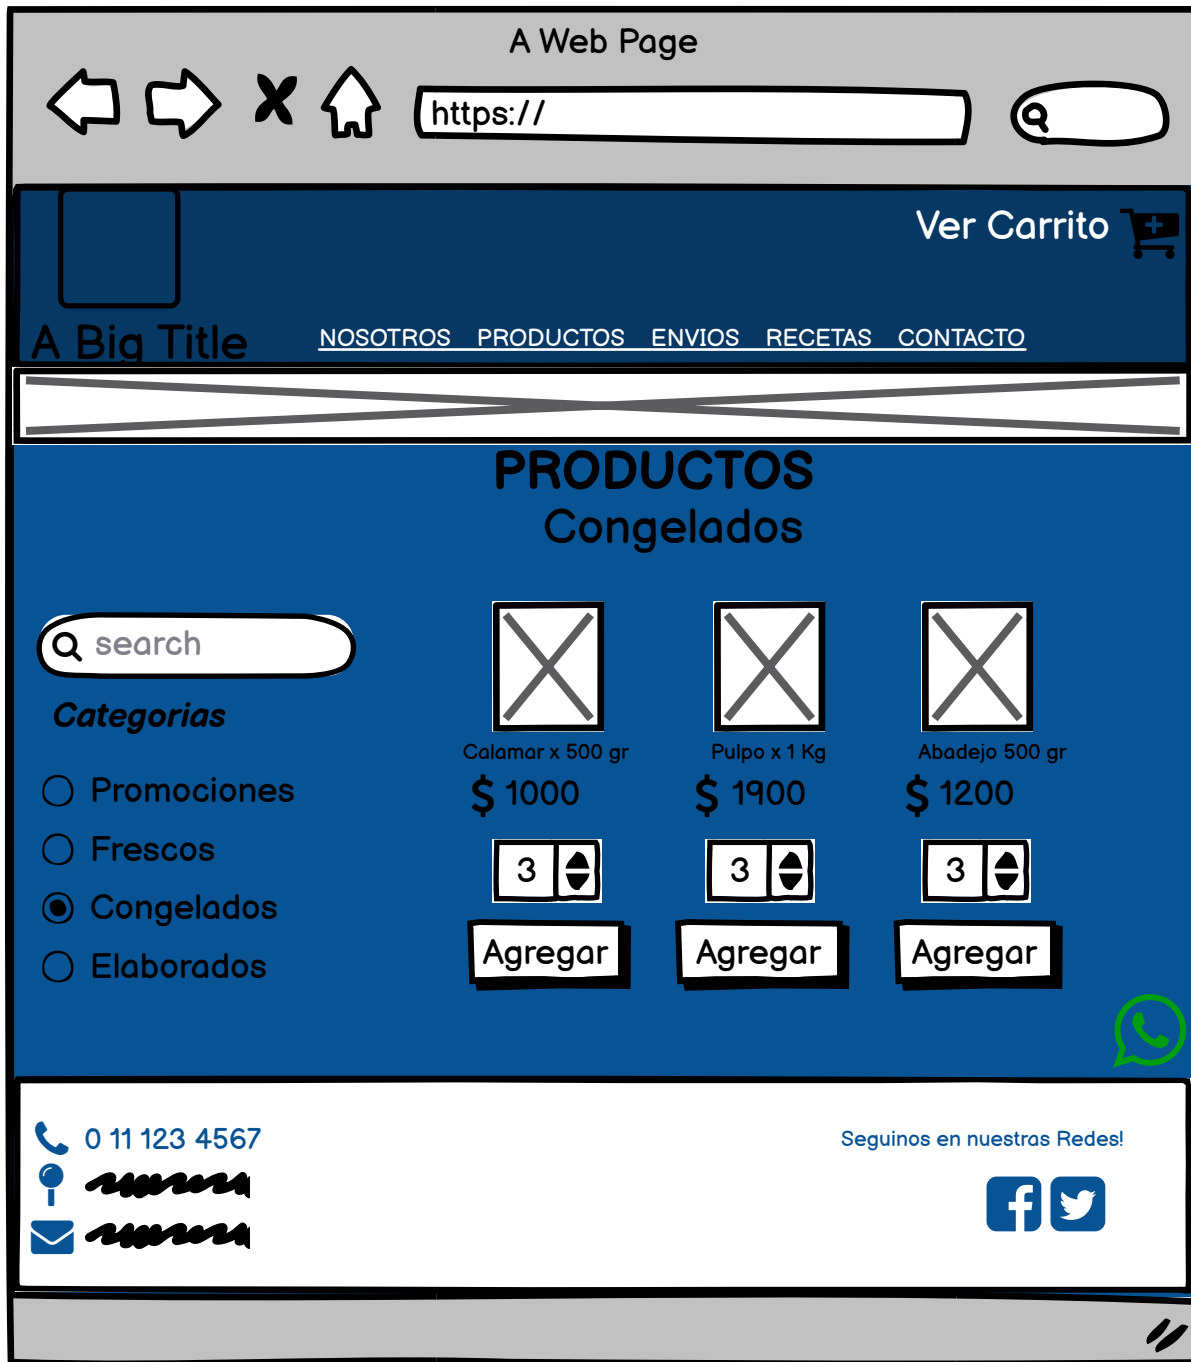 A Web Page
https://
Ver Carrito
A Big Title
NOSOTROS PRODUCTOS ENVIOS RECETAS CONTACTO
PRODUCTOS
Congelados
search
Categorias
Promociones
Frescos
Congelados
Elaborados
Calamar x 500 gr
$ 1000
3
Agregar
Pulpo x 1 Kg
$ 1900
3
Agregar
Abadejo 500 gr
$ 1200
3
Agregar
0 11 123 4567
Seguinos en nuestras Redes!